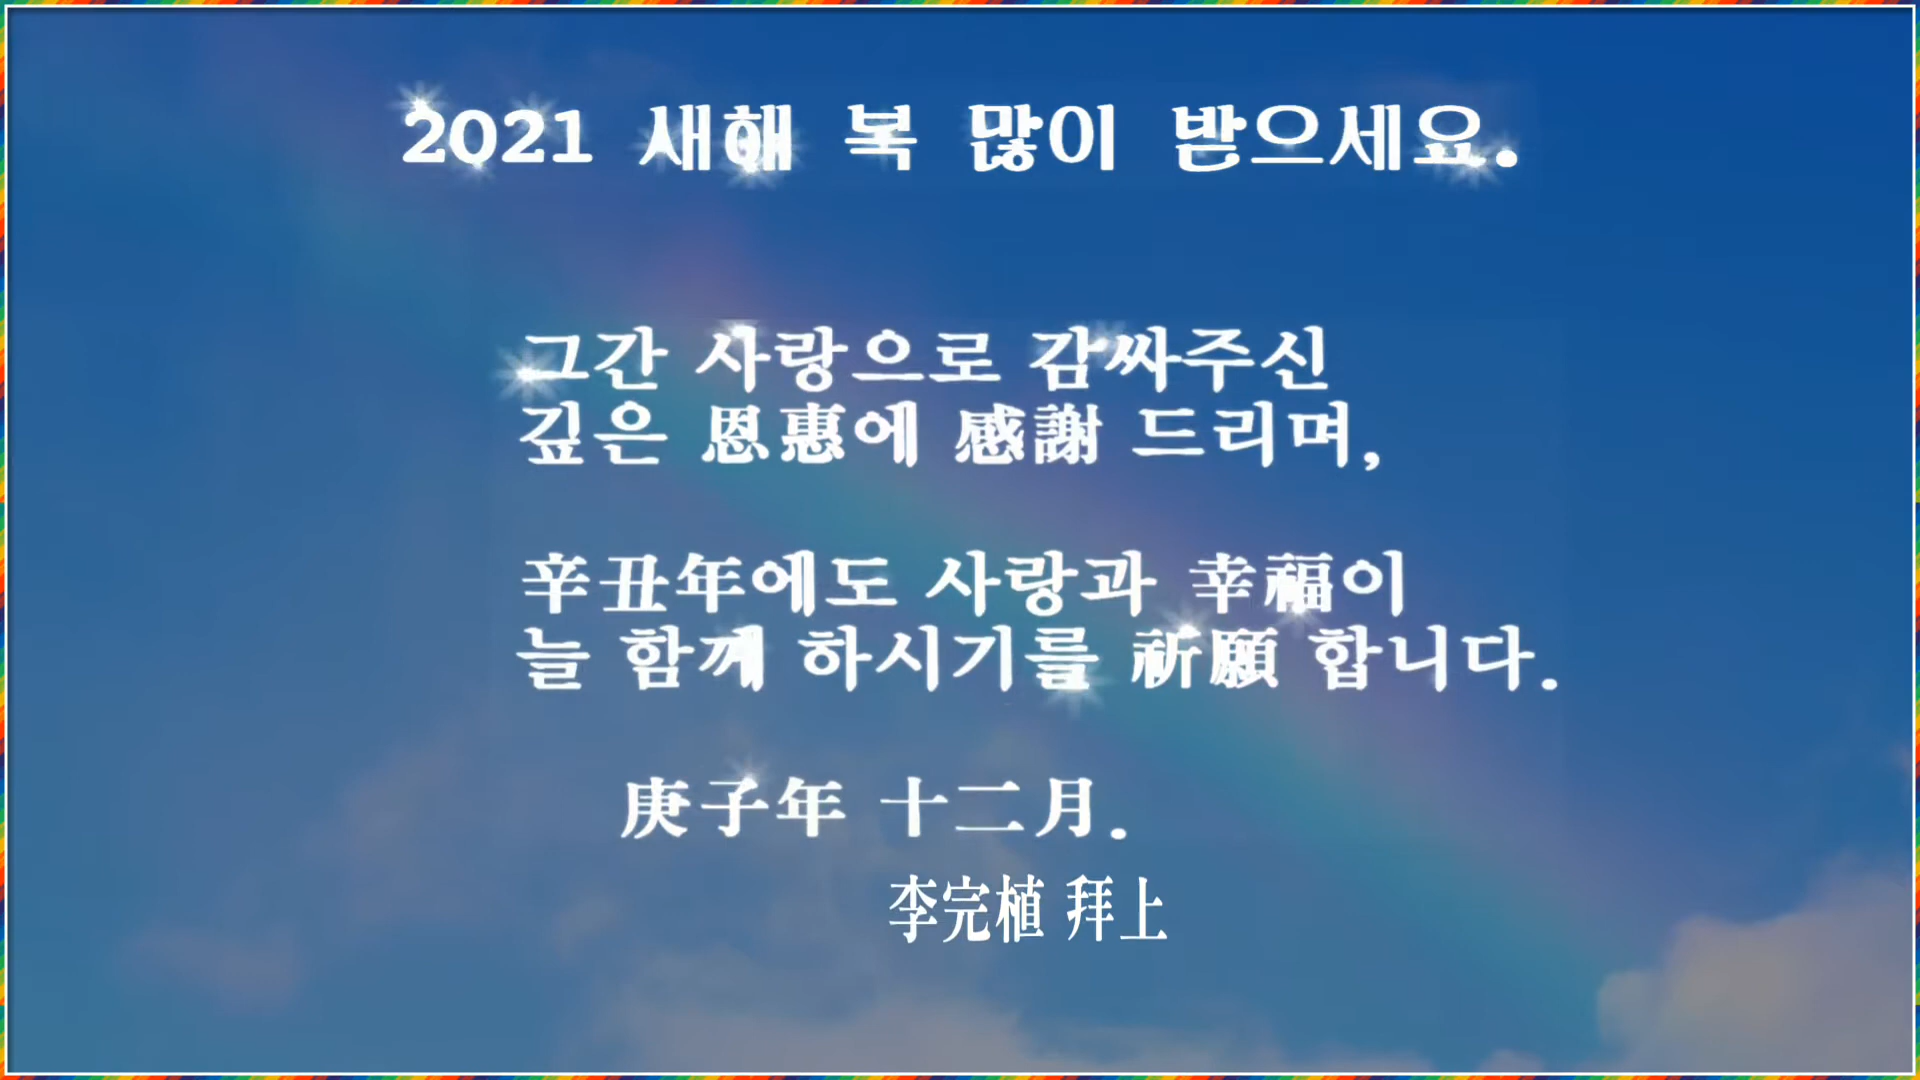 2021 새해 복 많이 받으세요.
그간 사랑으로 감싸주신
깊은 恩惠에 感謝 드리며,
辛丑年에도 사랑과 幸福이
늘 함께 하시기를 祈願 합니다.
庚子年 十二月.
李完植 拜上